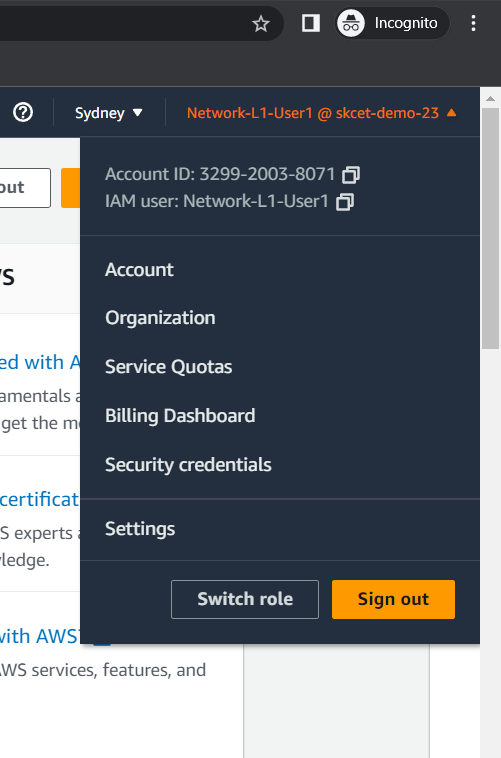 Incognito
Sydney ▼
Network-L1-User1 @ skcet-demo-23 ▲
Account ID: 3299-2003-8071
IAM user: Network-L1-User1
out
/S
Account
Organization
Service Quotas
Billing Dashboard
Security credentials
Settings
Switch role
Sign out
ed with A
amentals a
get the m
certificat
S experts a
ledge.
with AWS?
AWS services, features, and